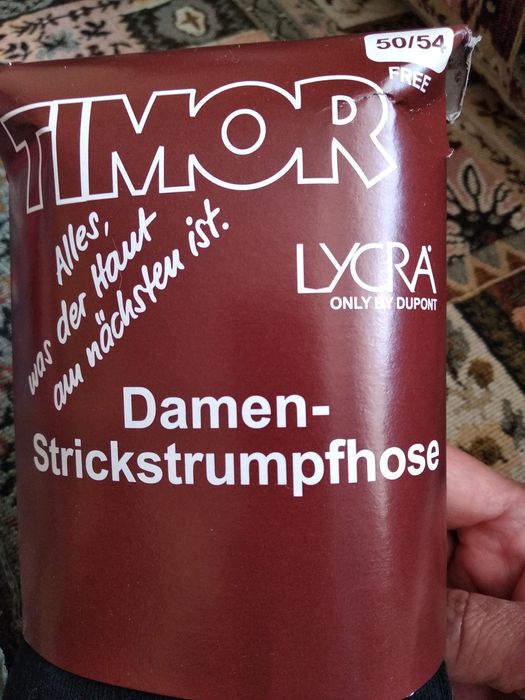 50/54
FREE
TIMOR
Alles,
was der Haut
am nächsten ist.
LYCRA®
ONLY BY DUPONT
Damen-
Strickstrumpfhose